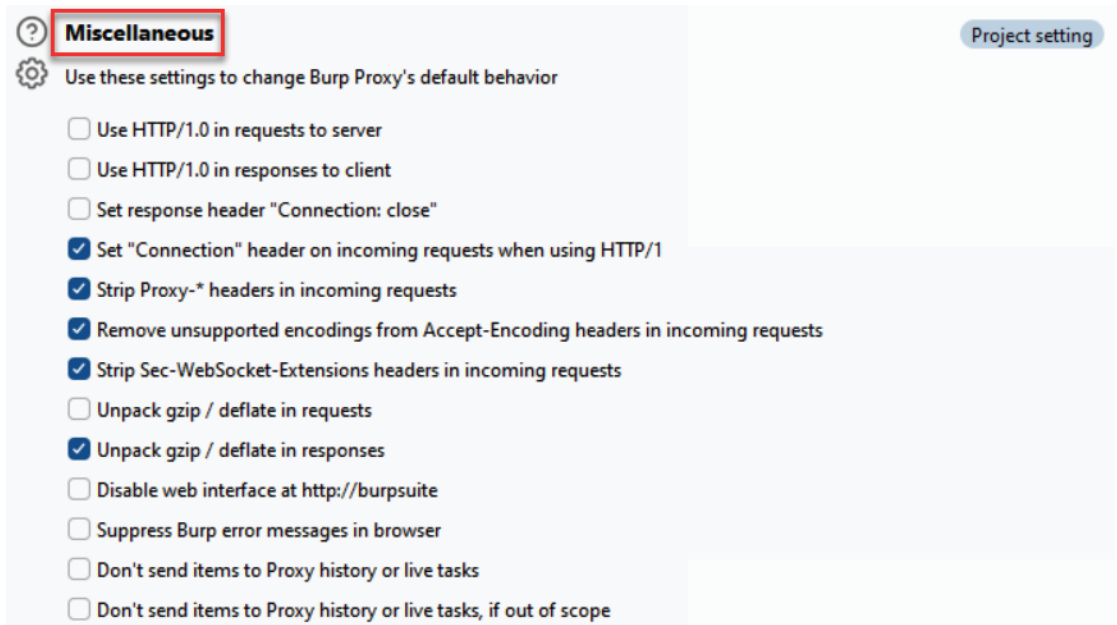 Miscellaneous
Project setting
Use these settings to change Burp Proxy's default behavior
Use HTTP/1.0 in requests to server
Use HTTP/1.0 in responses to client
Set response header "Connection: close"
Set "Connection" header on incoming requests when using HTTP/1
Strip Proxy-* headers in incoming requests
Remove unsupported encodings from Accept-Encoding headers in incoming requests
Strip Sec-WebSocket-Extensions headers in incoming requests
Unpack gzip / deflate in requests
Unpack gzip / deflate in responses
Disable web interface at http://burpsuite
Suppress Burp error messages in browser
Don't send items to Proxy history or live tasks
Don't send items to Proxy history or live tasks, if out of scope